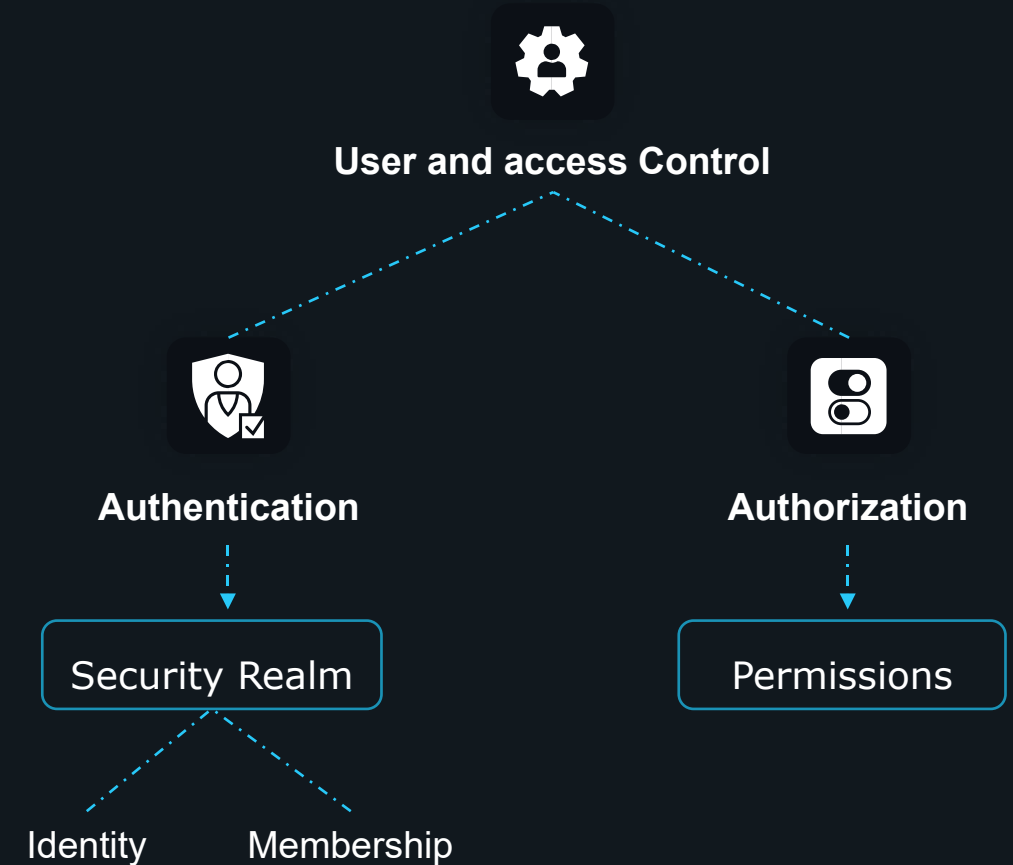 User and access Control
Authentication
Authorization
Security Realm
Permissions
Identity
Membership